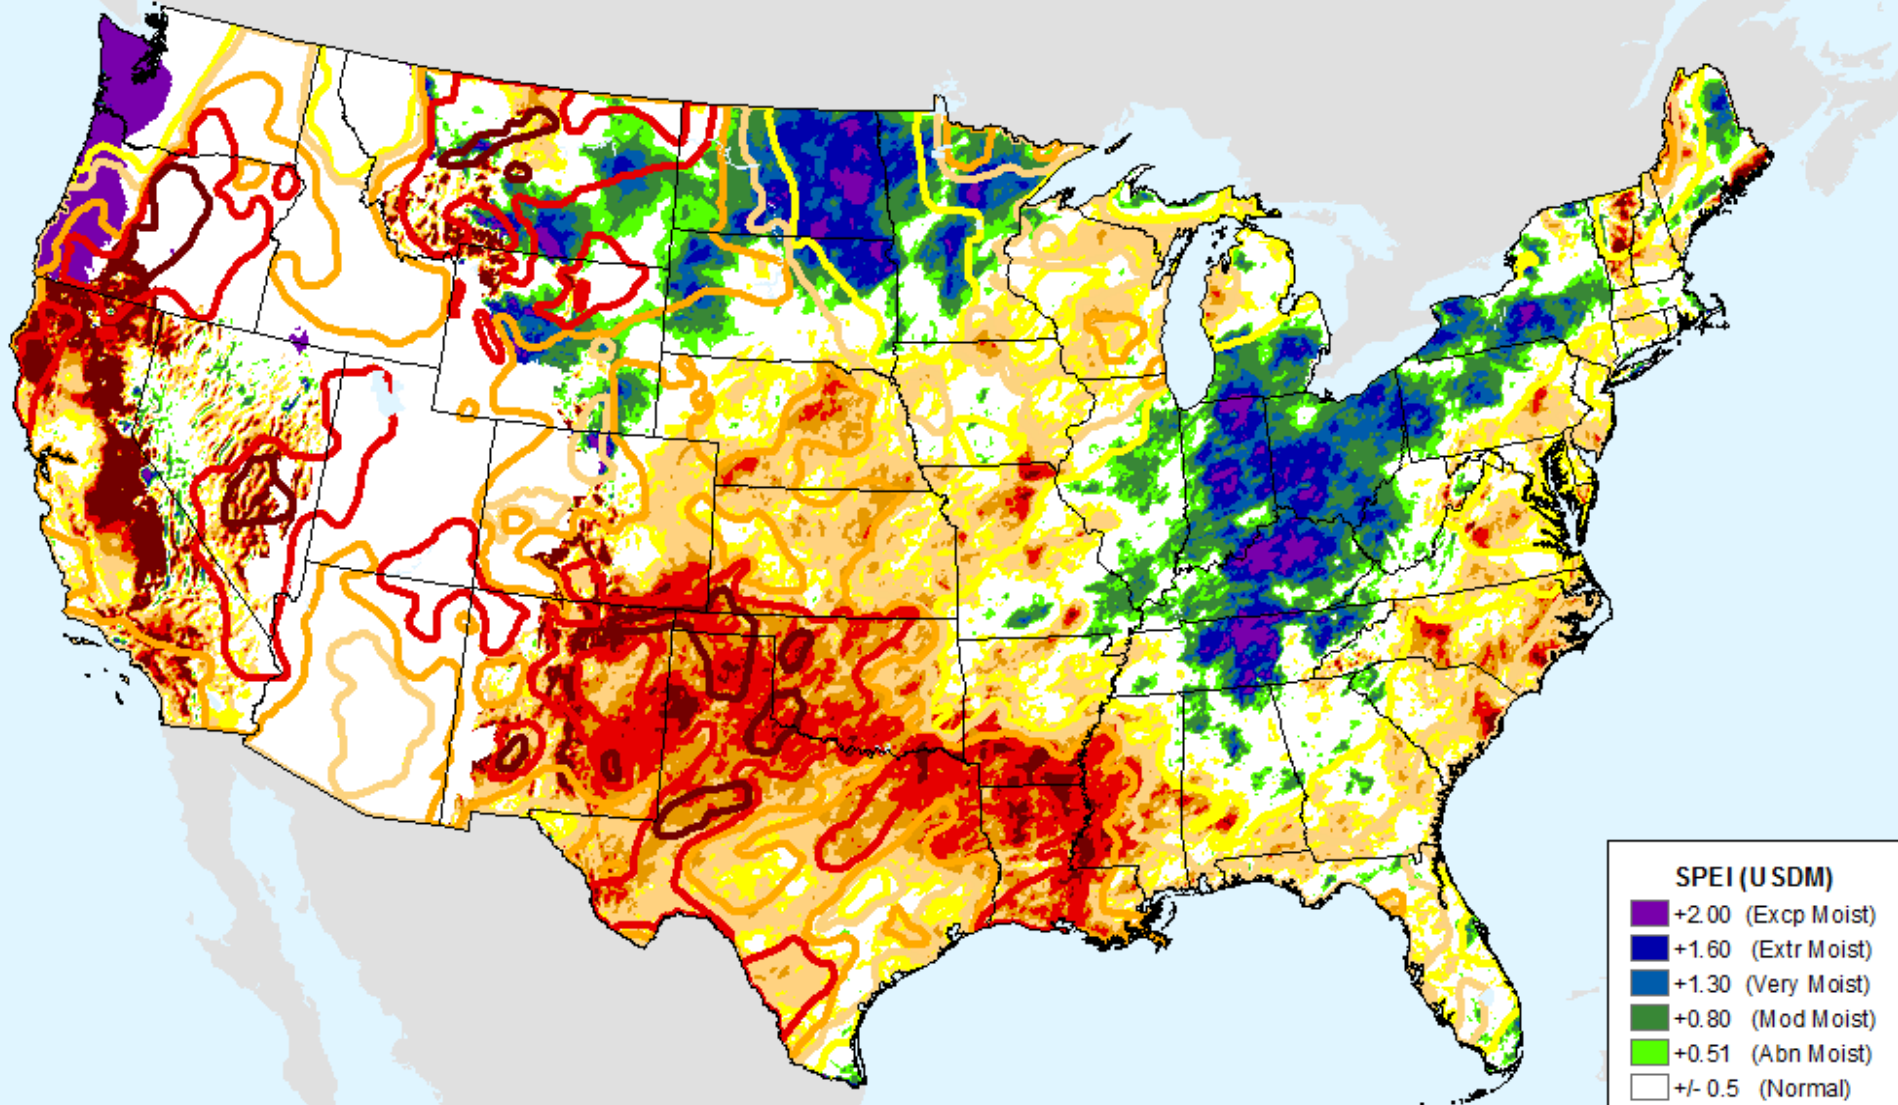 SPEI (USDM)
+2.00 (Excp Moist)
+1.60 (Extr Moist)
+1.30 (Very Moist)
+0.80 (Mod Moist)
+0.51 (Abn Moist)
+/- 0.5 (Normal)